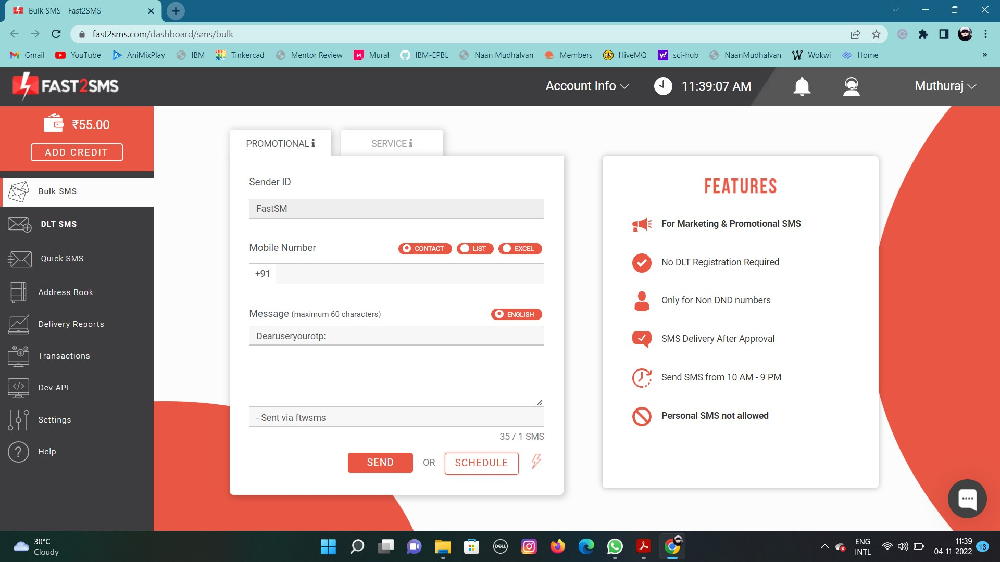 Bulk SMS - Fast2SMS
fast2sms.com/dashboard/sms/bulk
Gmail YouTube AniMixPlay IBM Tinkercad Mentor Review Mural IBM-EPBL Naan Mudhalvan Members HiveMQ sci-hub NaanMudhalvan Wokwi Home »
FAST2SMS
Account Info
11:39:07 AM
Muthuraj
₹55.00
ADD CREDIT
Bulk SMS
DLT SMS
Quick SMS
Address Book
Delivery Reports
Transactions
Dev API
Settings
Help
PROMOTIONAL i
SERVICE i
Sender ID
FastSM
Mobile Number
CONTACT LIST EXCEL
+91
Message (maximum 60 characters)
ENGLISH
Dearuseryourotp:
- Sent via ftwsms
35 / 1 SMS
SEND OR SCHEDULE
FEATURES
For Marketing & Promotional SMS
No DLT Registration Required
Only for Non DND numbers
SMS Delivery After Approval
Send SMS from 10 AM - 9 PM
Personal SMS not allowed
30°C
Cloudy
DELL
ENG
INTL
11:39
04-11-2022
18